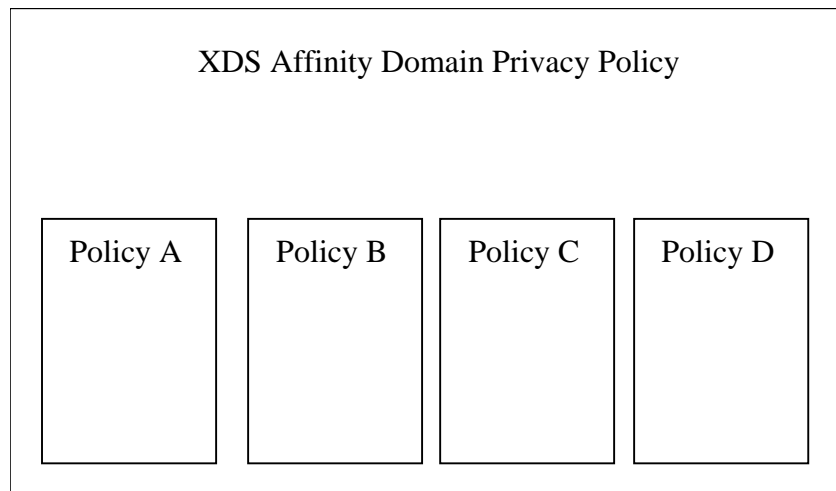 XDS Affinity Domain Privacy Policy
Policy A
Policy B
Policy C
Policy D